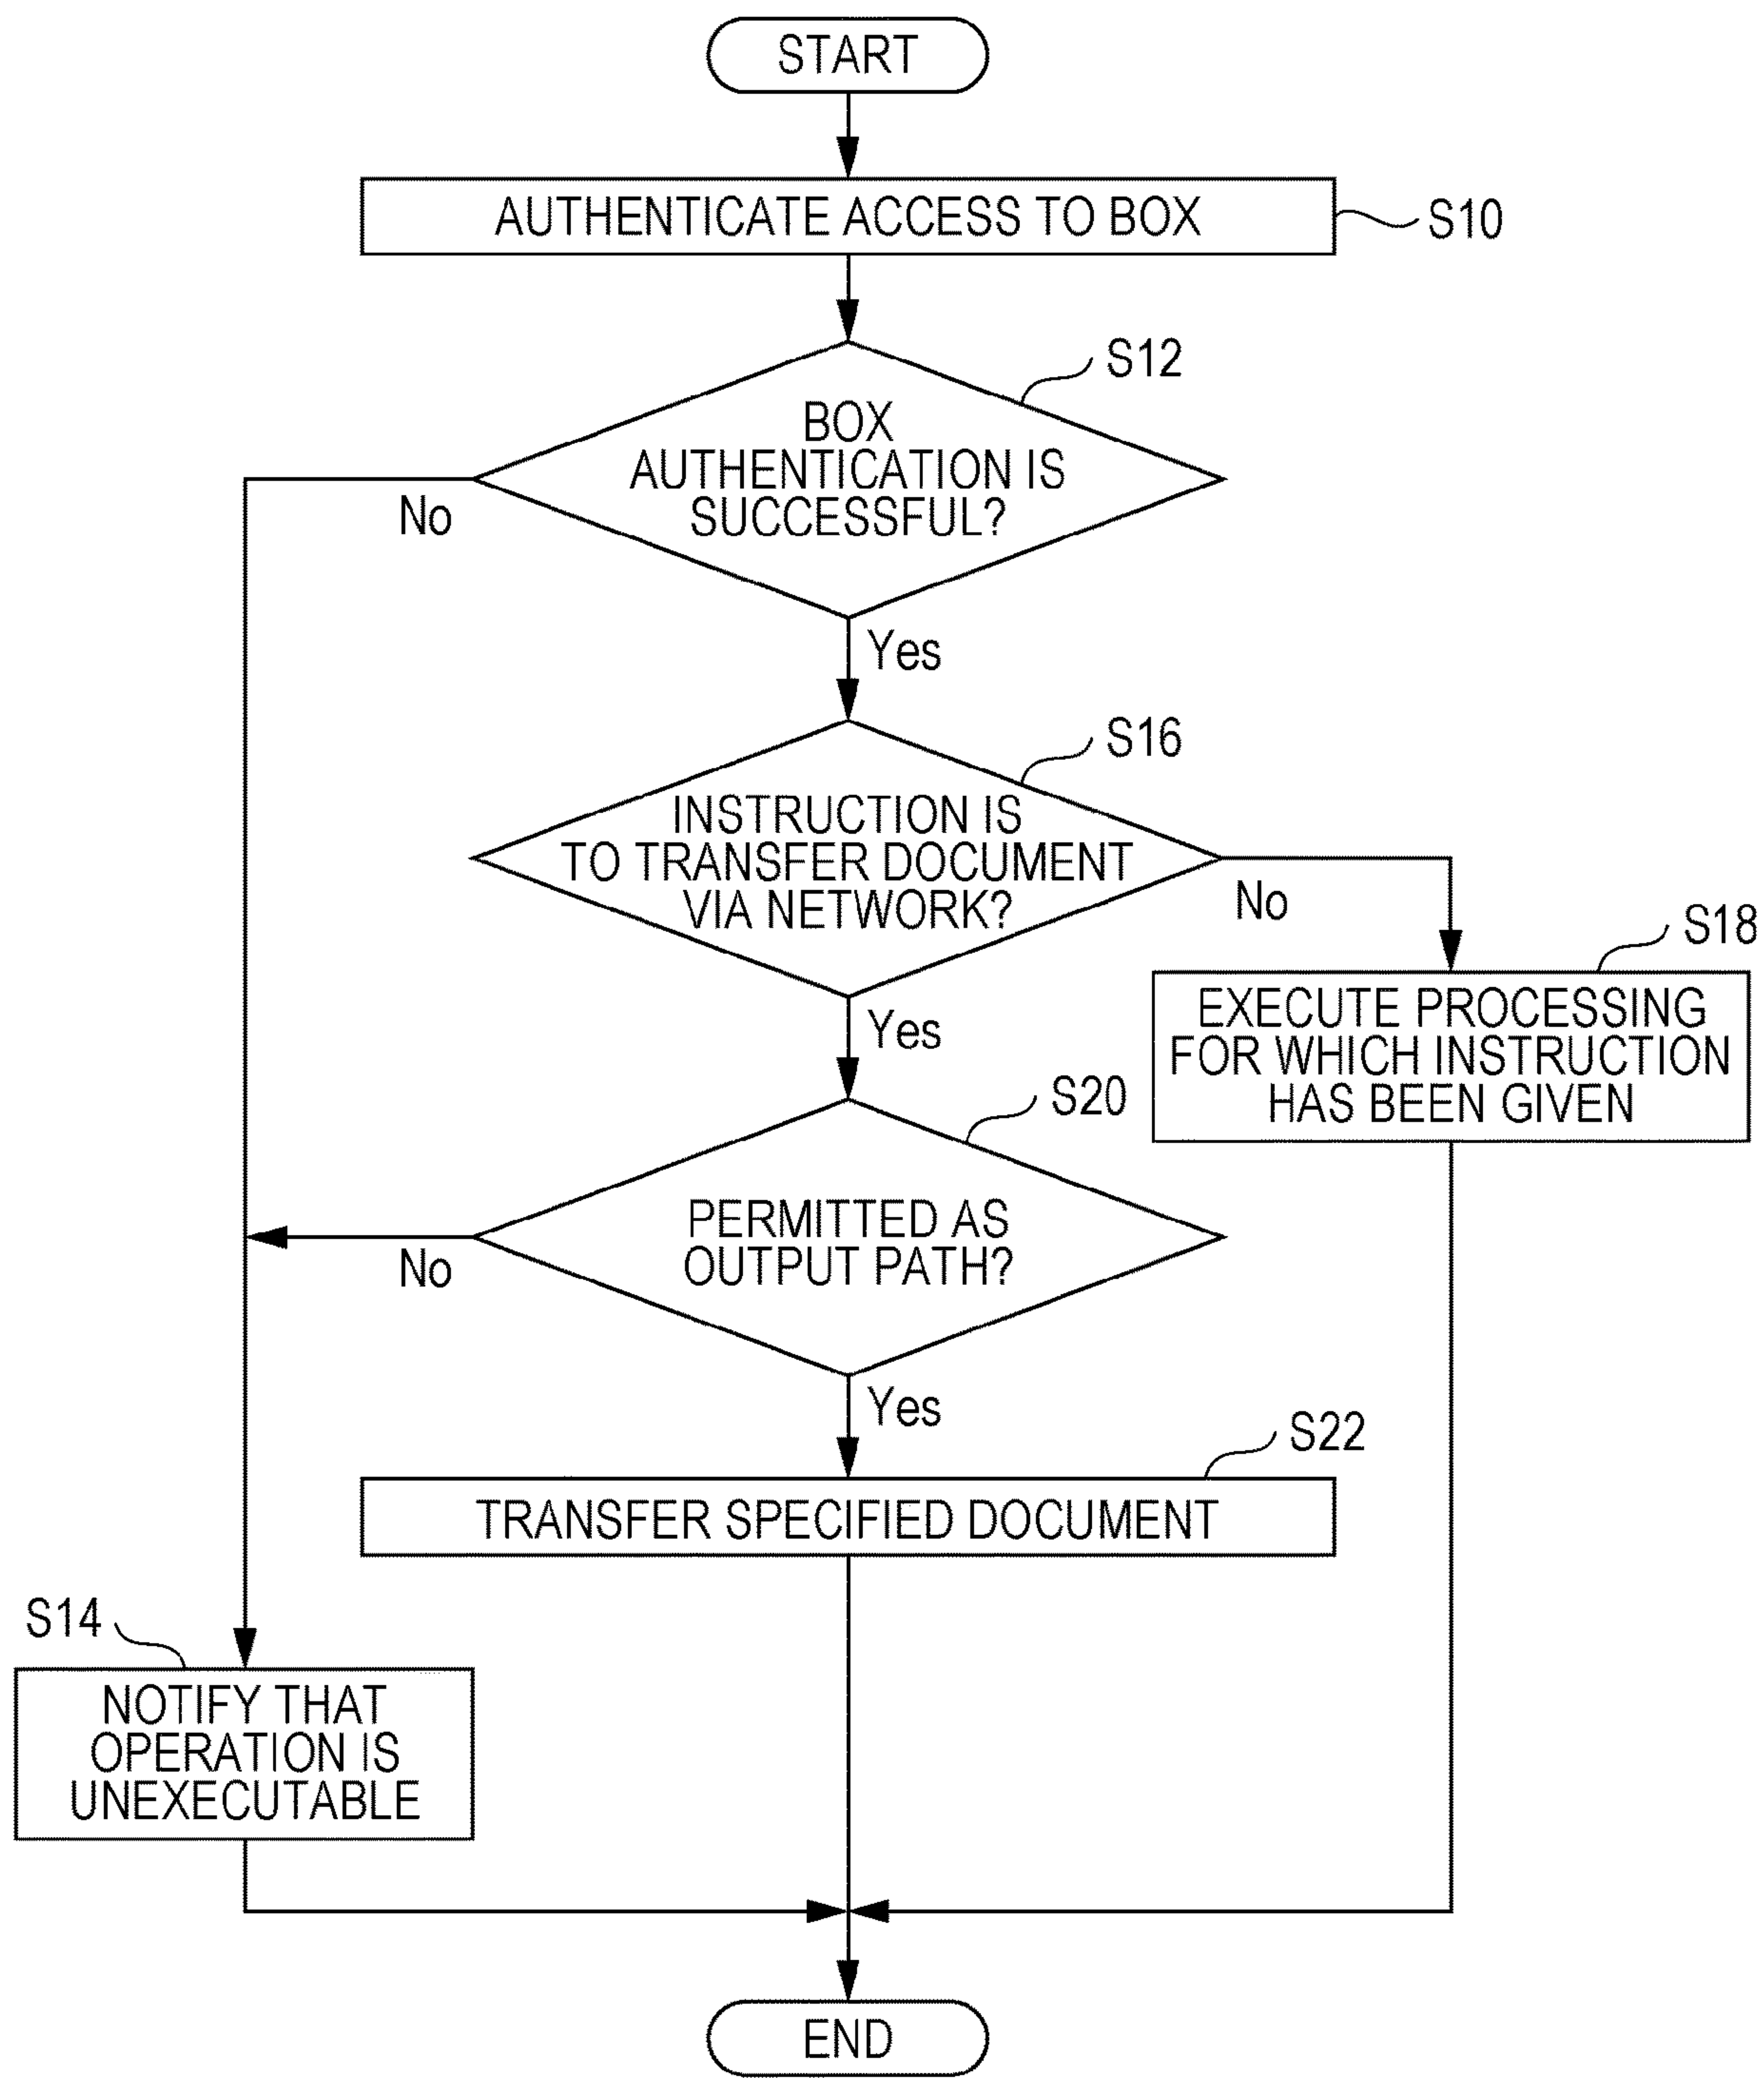 START
AUTHENTICATE ACCESS TO BOX
S10
S12
BOX
AUTHENTICATION IS
SUCCESSFUL?
No
Yes
S16
INSTRUCTION IS
TO TRANSFER DOCUMENT
VIA NETWORK?
No
Yes
S18
EXECUTE PROCESSING
FOR WHICH INSTRUCTION
HAS BEEN GIVEN
S20
PERMITTED AS
OUTPUT PATH?
No
Yes
S22
TRANSFER SPECIFIED DOCUMENT
S14
NOTIFY THAT
OPERATION IS
UNEXECUTABLE
END